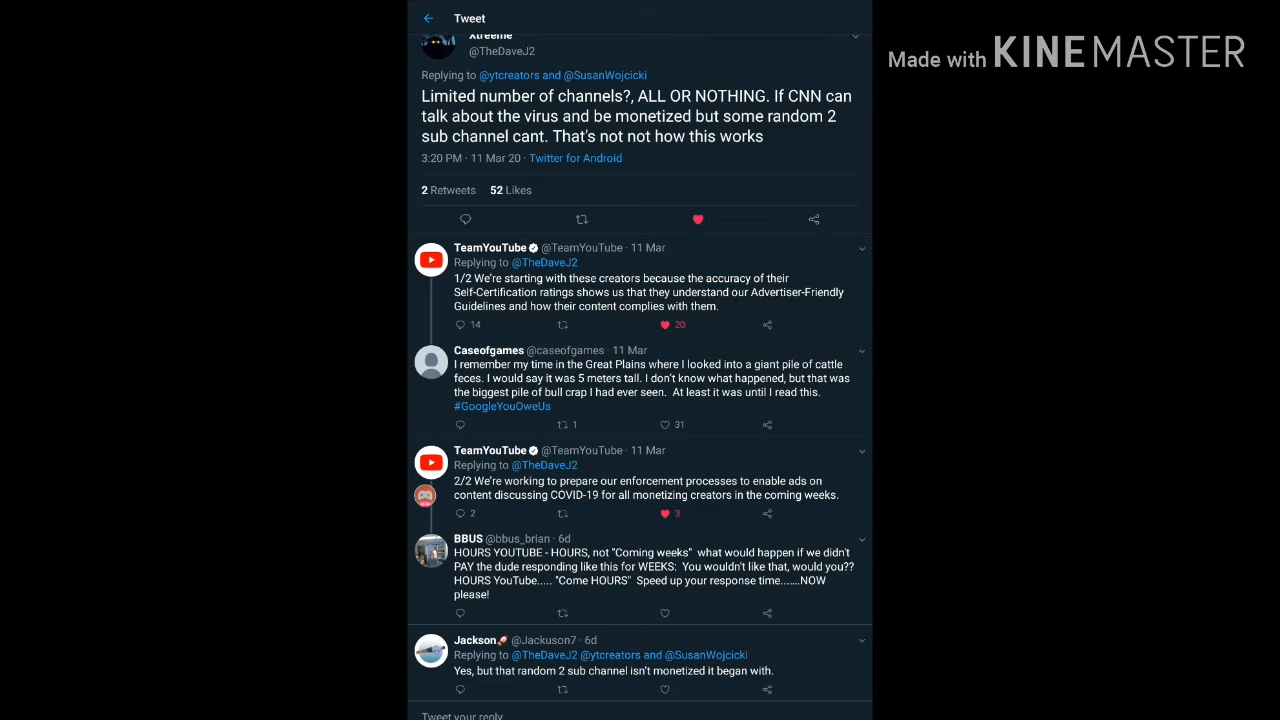 Tweet
Made with KINEMASTER
Xtreeme
@TheDaveJ2
Replying to @ytcreators and @SusanWojcicki
Limited number of channels?, ALL OR NOTHING. If CNN can
talk about the virus and be monetized but some random 2
sub channel cant. That's not not how this works
3:20 PM · 11 Mar 20 · Twitter for Android
2 Retweets 52 Likes
TeamYouTube @TeamYouTube · 11 Mar
Replying to @TheDaveJ2
1/2 We're starting with these creators because the accuracy of their
Self-Certification ratings shows us that they understand our Advertiser-Friendly
Guidelines and how their content complies with them.
14 20
Caseofgames @caseofgames · 11 Mar
I remember my time in the Great Plains where I looked into a giant pile of cattle
feces. I would say it was 5 meters tall. I don't know what happened, but that was
the biggest pile of bull crap I had ever seen. At least it was until I read this.
#GoogleYouOweUs
1 31
TeamYouTube @TeamYouTube · 11 Mar
Replying to @TheDaveJ2
2/2 We're working to prepare our enforcement processes to enable ads on
content discussing COVID-19 for all monetizing creators in the coming weeks.
2 3
BBUS @bbus_brian · 6d
HOURS YOUTUBE - HOURS, not "Coming weeks" what would happen if we didn't
PAY the dude responding like this for WEEKS: You wouldn't like that, would you??
HOURS YouTube..... "Come HOURS" Speed up your response time.......NOW
please!
Jackson @Jackuson7 · 6d
Replying to @TheDaveJ2 @ytcreators and @SusanWojcicki
Yes, but that random 2 sub channel isn't monetized it began with.
Tweet your reply